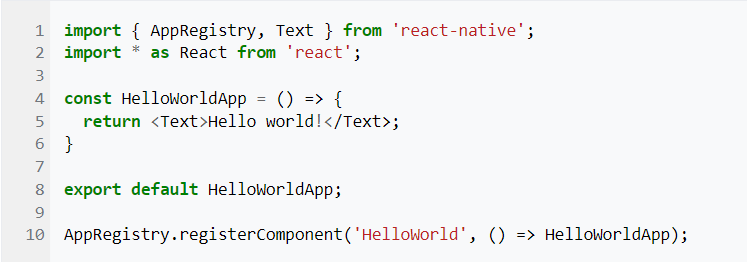 1 import { AppRegistry, Text } from 'react-native';
2 import * as React from 'react';
3
4 const HelloWorldApp = () => {
5   return <Text>Hello world!</Text>;
6 }
7
8 export default HelloWorldApp;
9
10 AppRegistry.registerComponent('HelloWorld', () => HelloWorldApp);